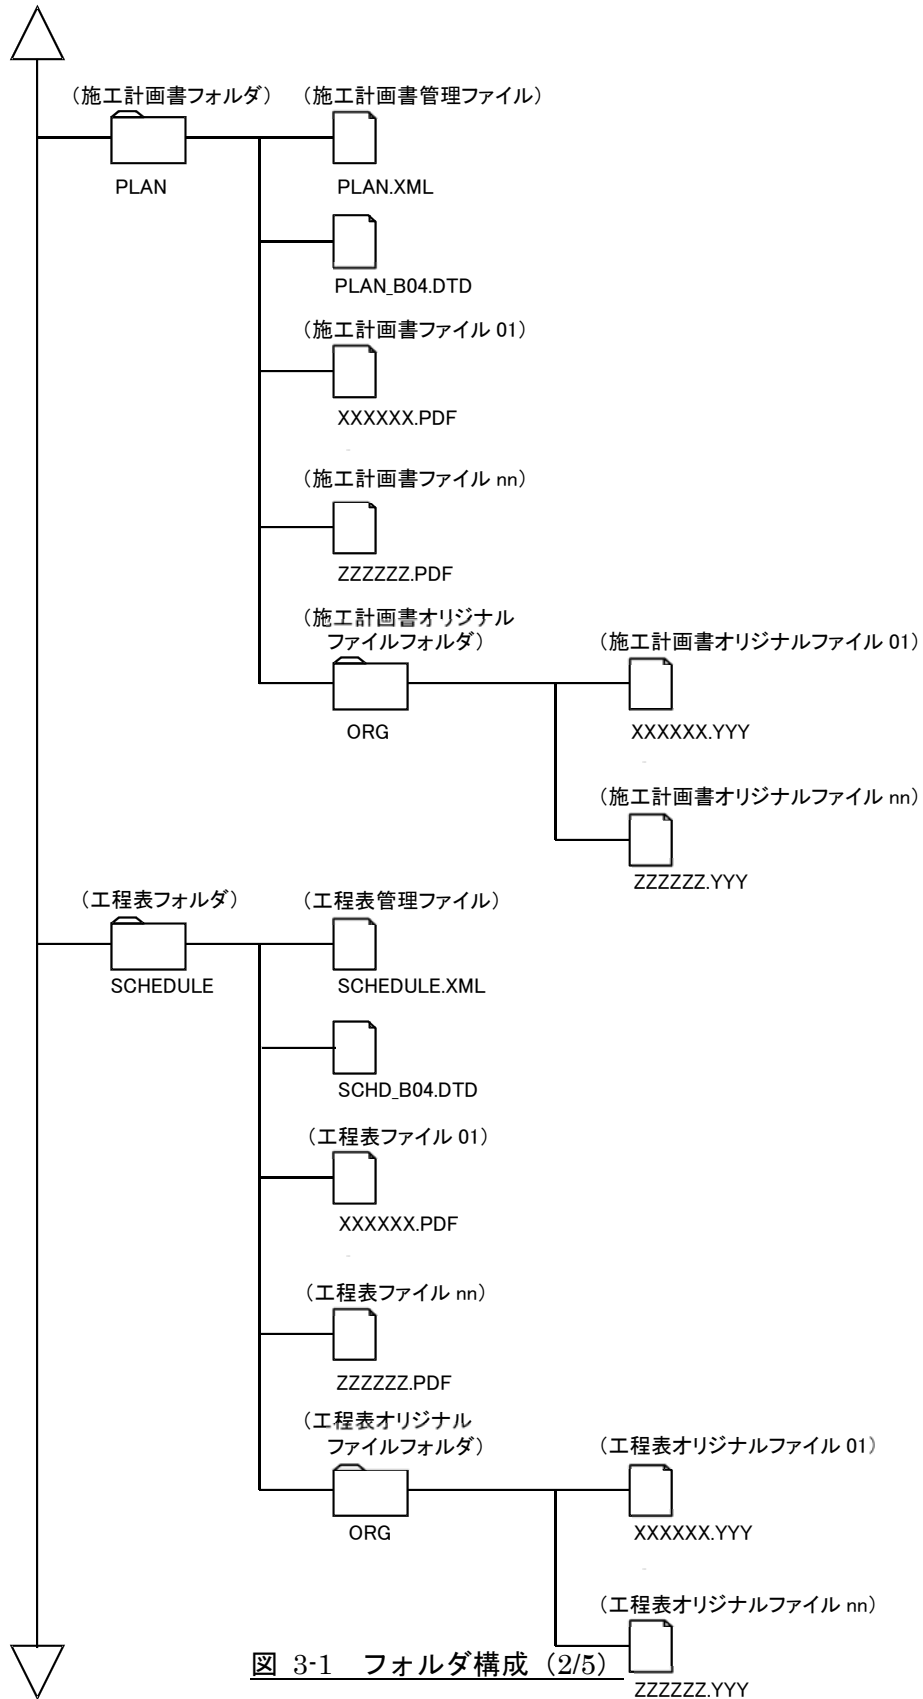 （施工計画書フォルダ） （施工計画書管理ファイル）
PLAN PLAN.XML
PLAN_B04.DTD
（施工計画書ファイル 01）
XXXXXX.PDF
（施工計画書ファイル nn）
ZZZZZZ.PDF
（施工計画書オリジナル
ファイルフォルダ） （施工計画書オリジナルファイル 01）
ORG XXXXXX.YYY
（施工計画書オリジナルファイル nn）
ZZZZZZ.YYY
（工程表フォルダ） （工程表管理ファイル）
SCHEDULE SCHEDULE.XML
SCHD_B04.DTD
（工程表ファイル 01）
XXXXXX.PDF
（工程表ファイル nn）
ZZZZZZ.PDF
（工程表オリジナル
ファイルフォルダ） （工程表オリジナルファイル 01）
ORG XXXXXX.YYY
（工程表オリジナルファイル nn）
図 3-1　フォルダ構成（2/5）
ZZZZZZ.YYY